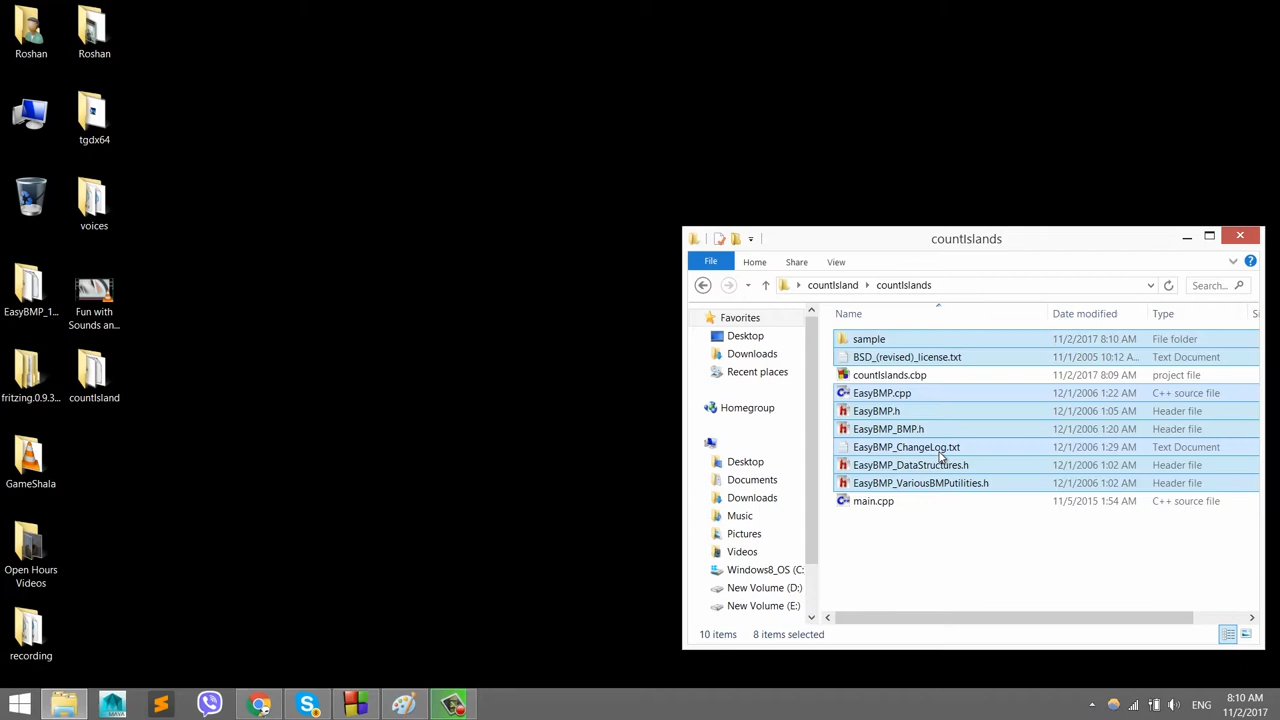 Roshan
Roshan
tgdx64
voices
EasyBMP_1...
Fun with
Sounds an...
fritzing.0.9.3...
countIsland
GameShala
Open Hours
Videos
recording
countIslands
File
Home
Share
View
countIsland
countIslands
Search...
Favorites
Desktop
Downloads
Recent places
Homegroup
Desktop
Documents
Downloads
Music
Pictures
Videos
Windows8_OS (C:
New Volume (D:)
New Volume (E:)
Name Date modified Type Si
sample 11/2/2017 8:10 AM File folder
BSD_(revised)_license.txt 11/1/2005 10:12 A... Text Document
countIslands.cbp 11/2/2017 8:09 AM project file
EasyBMP.cpp 12/1/2006 1:22 AM C++ source file
EasyBMP.h 12/1/2006 1:05 AM Header file
EasyBMP_BMP.h 12/1/2006 1:20 AM Header file
EasyBMP_ChangeLog.txt 12/1/2006 1:29 AM Text Document
EasyBMP_DataStructures.h 12/1/2006 1:02 AM Header file
EasyBMP_VariousBMPutilities.h 12/1/2006 1:02 AM Header file
main.cpp 11/5/2015 1:54 AM C++ source file
10 items 8 items selected
MAYA
ENG
8:10 AM
11/2/2017